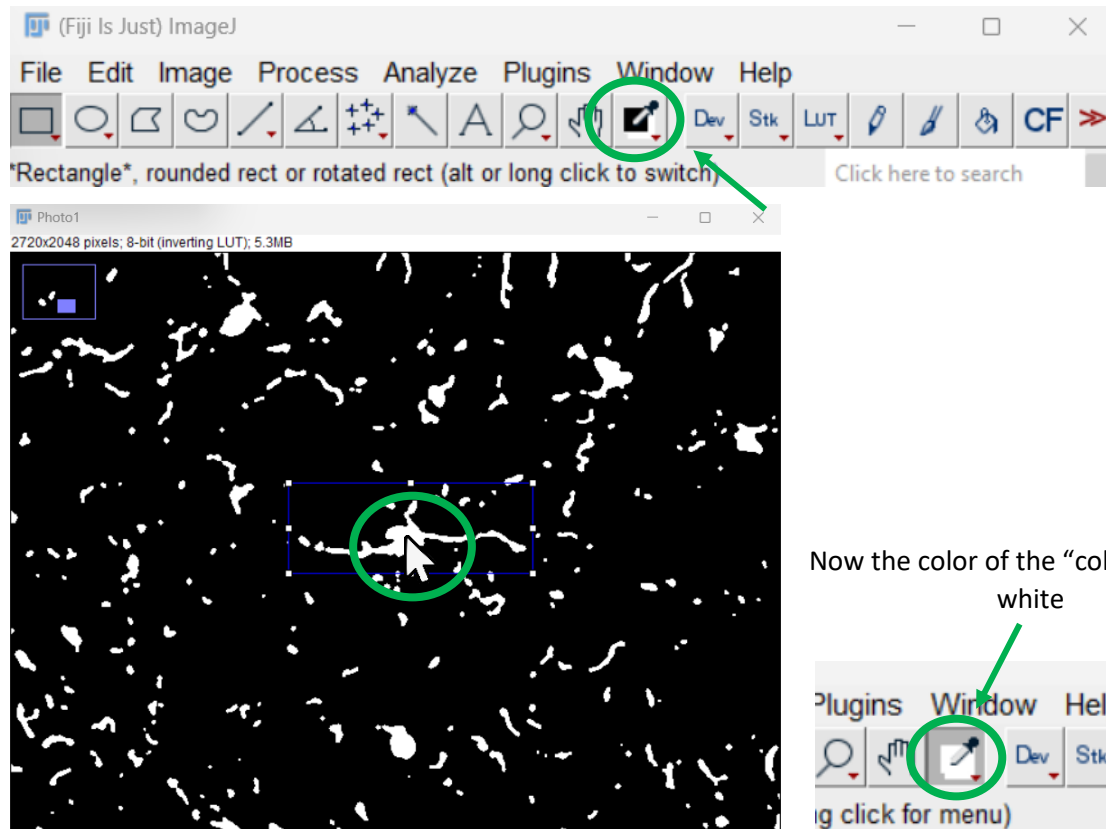 (Fiji Is Just) ImageJ
File Edit Image Process Analyze Plugins Window Help
A Dev Stk LUT CF
*Rectangle*, rounded rect or rotated rect (alt or long click to switch)
Click here to search
Photo1
2720x2048 pixels; 8-bit (inverting LUT); 5.3MB
Now the color of the “col
white
Plugins Window Hel
Dev Stk
g click for menu)